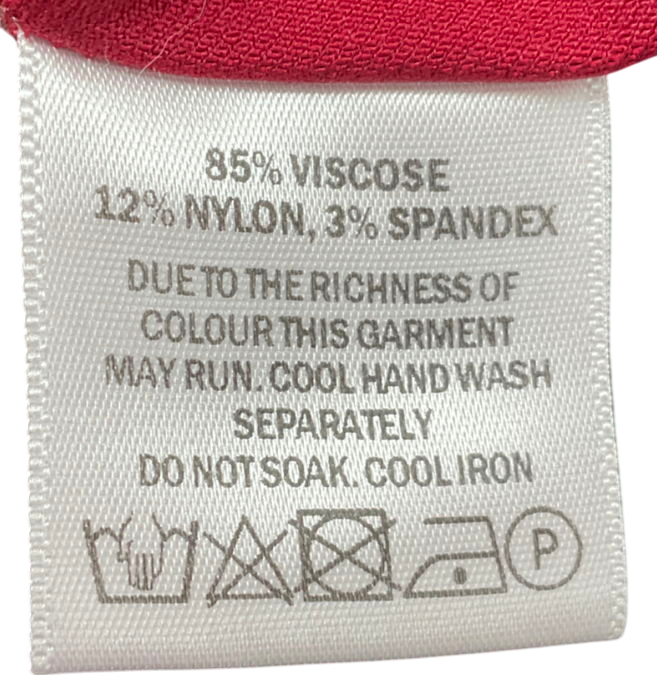 85% VISCOSE
12% NYLON, 3% SPANDEX
DUE TO THE RICHNESS OF
COLOUR THIS GARMENT
MAY RUN. COOL HAND WASH
SEPARATELY
DO NOT SOAK. COOL IRON
P